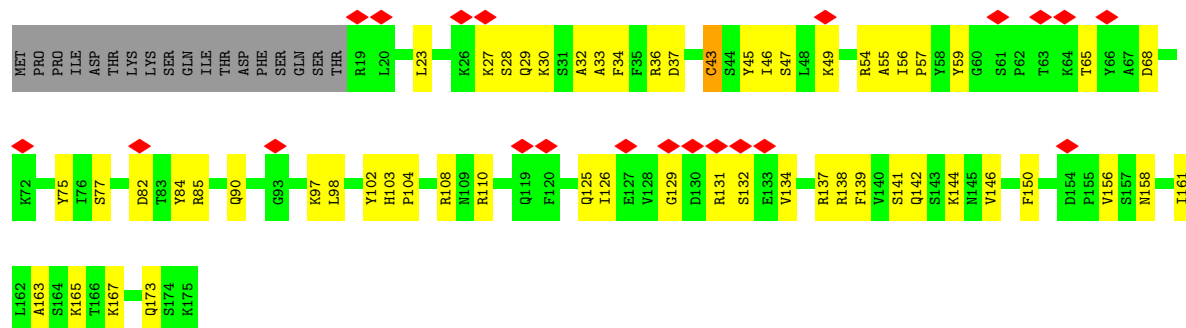 MET PRO PRO ILE ASP THR LYS LYS SER GLN ILE THR ASP PHE SER GLN SER THR R19 L20 L23 K26 K27 S28 Q29 K30 S31 A32 A33 F34 F35 R36 D37 C43 S44 Y45 I46 S47 L48 K49 R54 A55 I56 P57 Y58 Y59 G60 S61 P62 T63 K64 T65 Y66 A67 D68
K72 Y75 I76 S77 D82 T83 Y84 R85 Q90 G93 K97 L98 Y102 H103 P104 R108 N109 R110 Q119 F120 Q125 I126 E127 V128 G129 D130 R131 S132 E133 V134 R137 R138 F139 V140 S141 Q142 S143 K144 N145 V146 F150 D154 P155 V156 S157 N158 I161
L162 A163 S164 K165 T166 K167 Q173 S174 K175